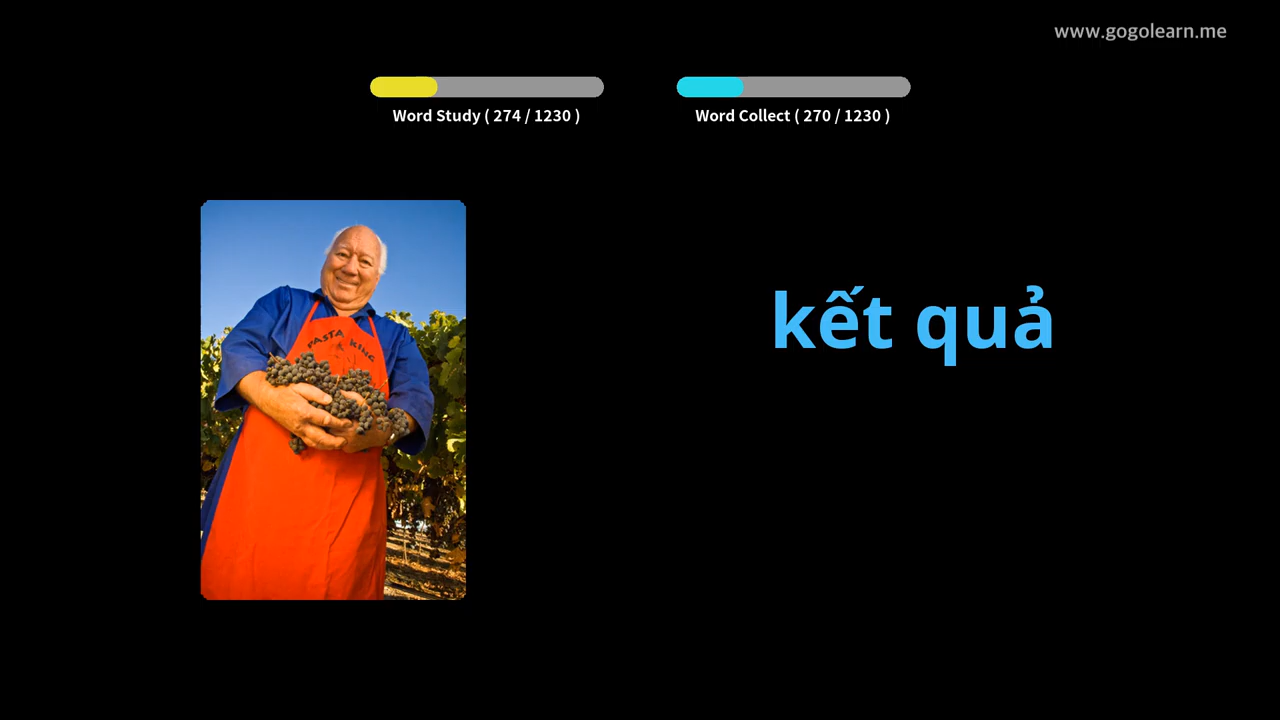 www.gogolearn.me
Word Study ( 274 / 1230 )
Word Collect ( 270 / 1230 )
PASTA KING
kết quả